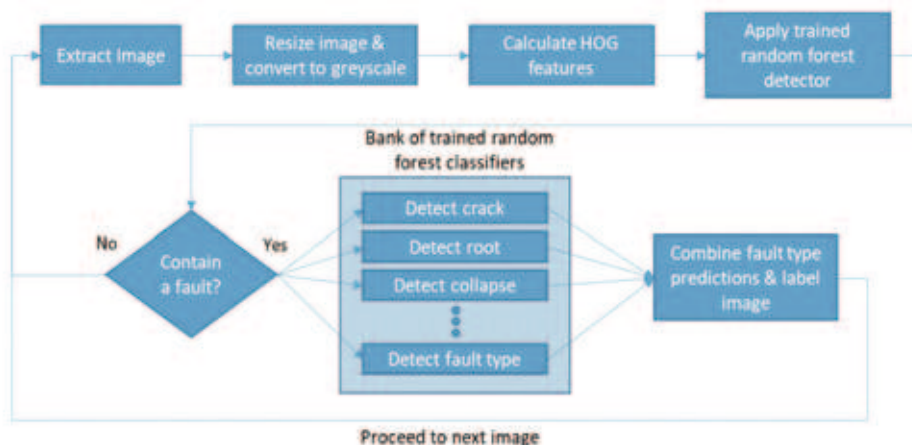 Extract Image
Resize image &
convert to greyscale
Calculate HOG
features
Apply trained
random forest
detector
Bank of trained random
forest classifiers
No
Contain
a fault?
Yes
Detect crack
Detect root
Detect collapse
Detect fault type
Combine fault type
predictions & label
image
Proceed to next image